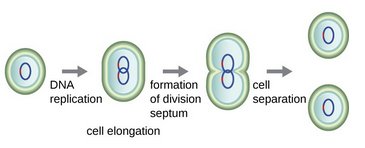 DNA
replication
cell elongation
formation
of division
septum
cell
separation